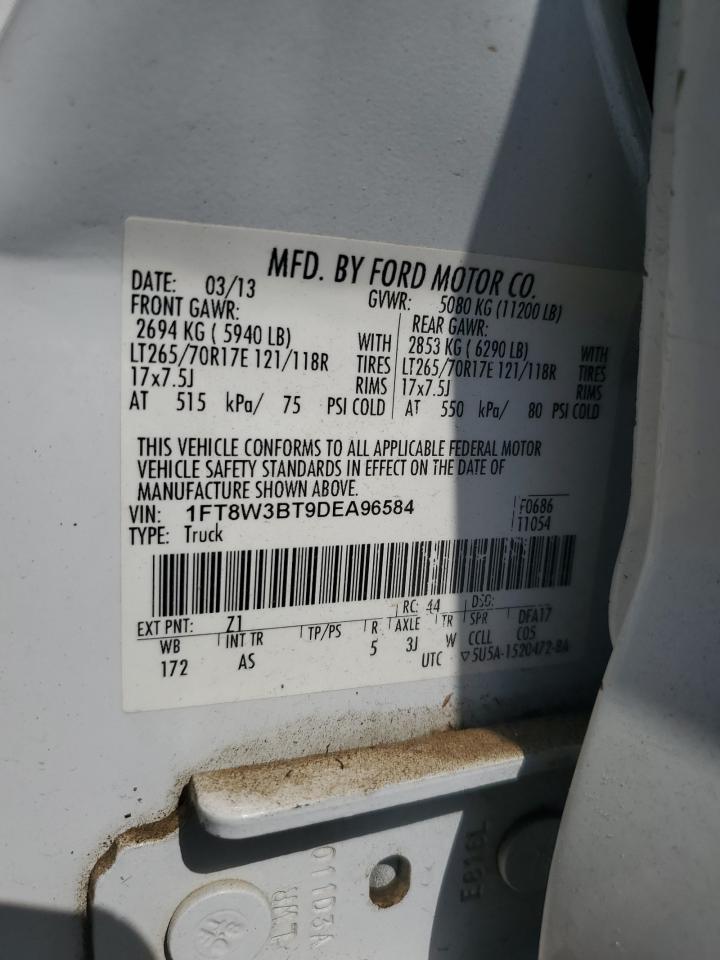 MFD. BY FORD MOTOR CO.
DATE: 03/13 GVWR: 5080 KG (11200 LB)
FRONT GAWR: REAR GAWR:
2694 KG ( 5940 LB) WITH 2853 KG ( 6290 LB) WITH
LT265/70R17E 121/118R TIRES LT265/70R17E 121/118R TIRES
17x7.5J RIMS 17x7.5J RIMS
AT 515 kPa/ 75 PSI COLD AT 550 kPa/ 80 PSI COLD
THIS VEHICLE CONFORMS TO ALL APPLICABLE FEDERAL MOTOR
VEHICLE SAFETY STANDARDS IN EFFECT ON THE DATE OF
MANUFACTURE SHOWN ABOVE.
VIN: 1FT8W3BT9DEA96584 F0686
TYPE: Truck T1054
EXT PNT: Z1 RC: 44 DSO:
WB INT TR TP/PS R AXLE TR SPR DFA17
172 AS 5 3J W CCLL C05
UTC ▽5U5A-1520472-BA
011D3A